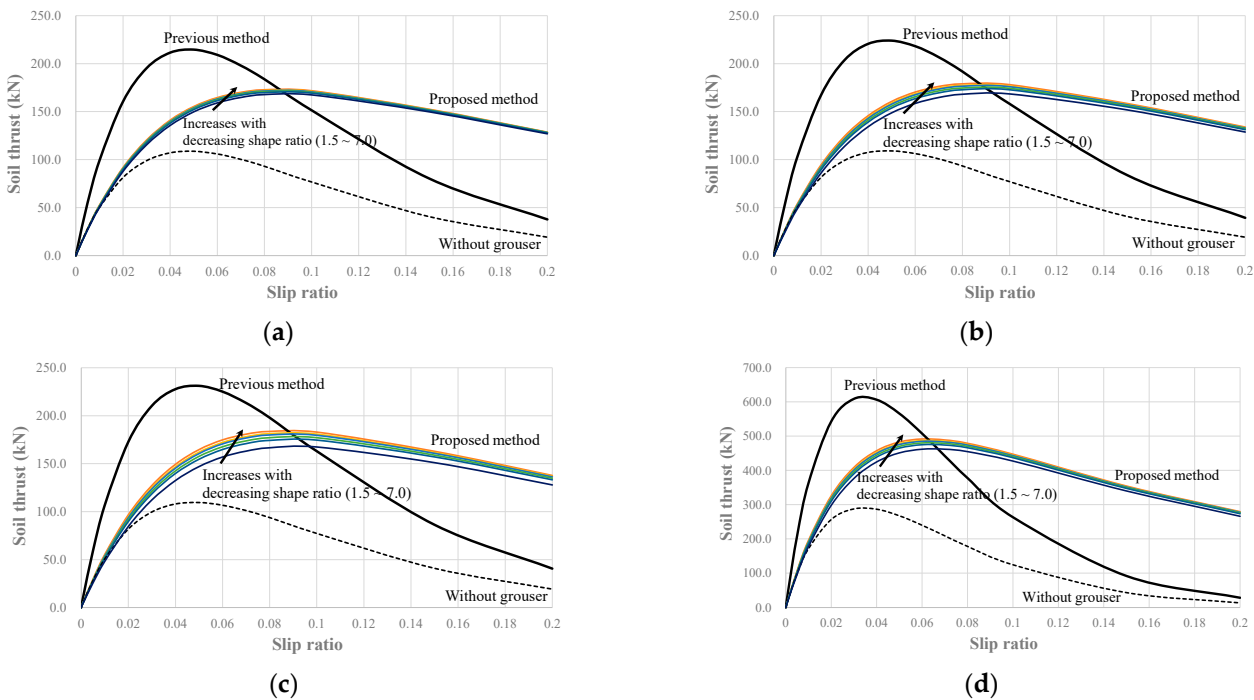 250.0
200.0
150.0
100.0
50.0
0.0
Soil thrust (kN)
Previous method
Proposed method
Increases with
decreasing shape ratio (1.5 ~ 7.0)
Without grouser
0 0.02 0.04 0.06 0.08 0.1 0.12 0.14 0.16 0.18 0.2
Slip ratio
(a)
250.0
200.0
150.0
100.0
50.0
0.0
Soil thrust (kN)
Previous method
Proposed method
Increases with
decreasing shape ratio (1.5 ~ 7.0)
Without grouser
0 0.02 0.04 0.06 0.08 0.1 0.12 0.14 0.16 0.18 0.2
Slip ratio
(b)
250.0
200.0
150.0
100.0
50.0
0.0
Soil thrust (kN)
Previous method
Proposed method
Increases with
decreasing shape ratio (1.5 ~ 7.0)
Without grouser
0 0.02 0.04 0.06 0.08 0.1 0.12 0.14 0.16 0.18 0.2
Slip ratio
(c)
700.0
600.0
500.0
400.0
300.0
200.0
100.0
0.0
Soil thrust (kN)
Previous method
Proposed method
Increases with
decreasing shape ratio (1.5 ~ 7.0)
Without grouser
0 0.02 0.04 0.06 0.08 0.1 0.12 0.14 0.16 0.18 0.2
Slip ratio
(d)